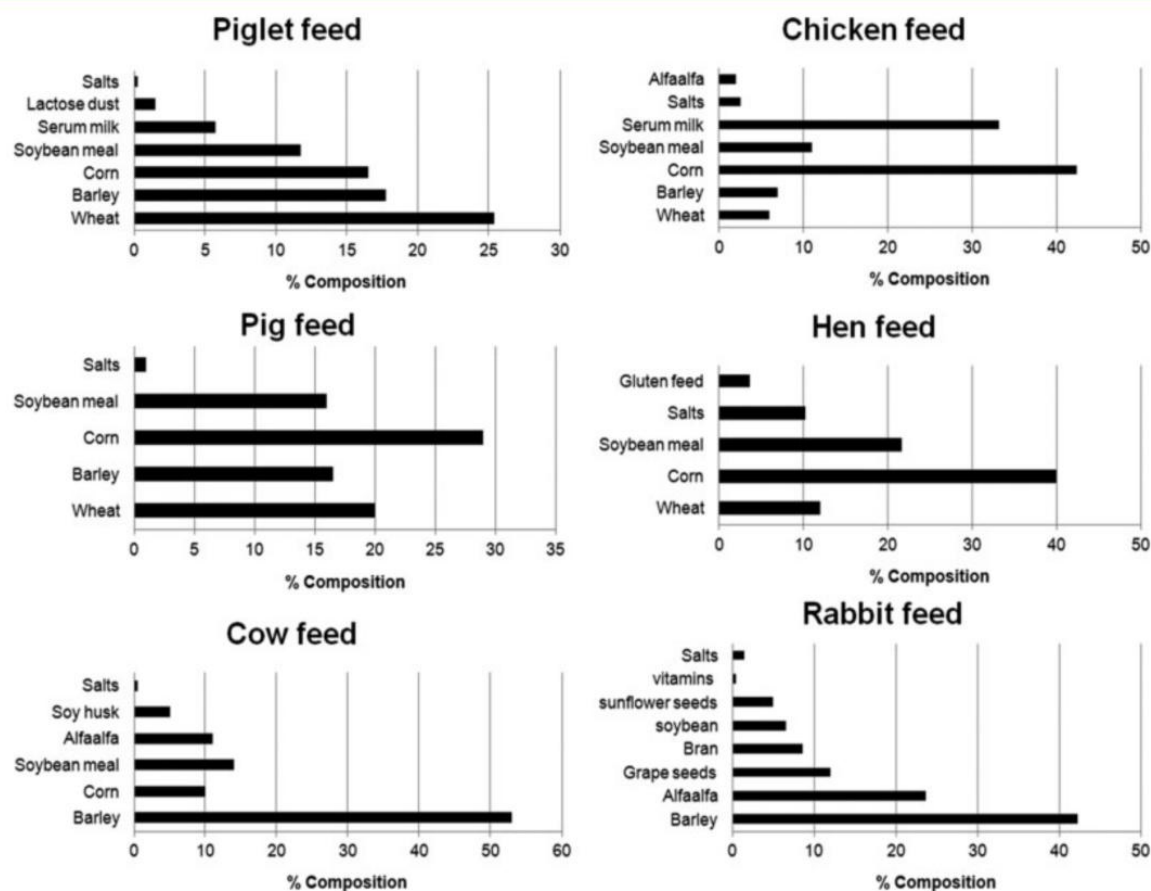 Piglet feed
Salts
Lactose dust
Serum milk
Soybean meal
Corn
Barley
Wheat
0 5 10 15 20 25 30
% Composition
Chicken feed
Alfaalfa
Salts
Serum milk
Soybean meal
Corn
Barley
Wheat
0 10 20 30 40 50
% Composition
Pig feed
Salts
Soybean meal
Corn
Barley
Wheat
0 5 10 15 20 25 30 35
% Composition
Hen feed
Gluten feed
Salts
Soybean meal
Corn
Wheat
0 10 20 30 40 50
% Composition
Cow feed
Salts
Soy husk
Alfaalfa
Soybean meal
Corn
Barley
0 10 20 30 40 50 60
% Composition
Rabbit feed
Salts
vitamins
sunflower seeds
soybean
Bran
Grape seeds
Alfaalfa
Barley
0 10 20 30 40 50
% Composition